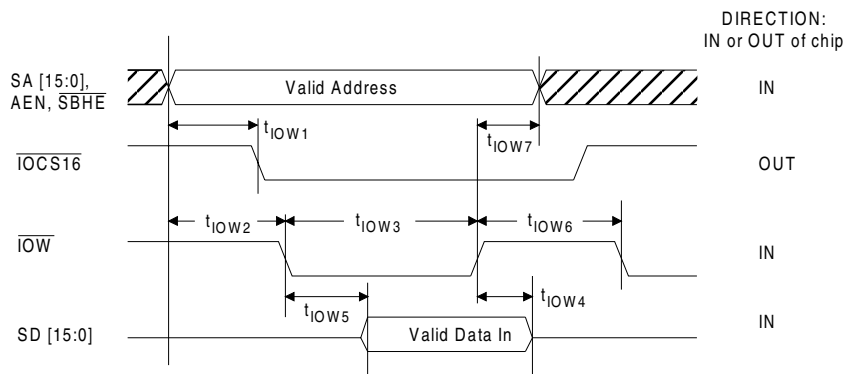 DIRECTION:
IN or OUT of chip
SA [15:0],
AEN, SBHE
Valid Address
IN
tIOW1
tIOW7
IOCS16
OUT
tIOW2
tIOW3
tIOW6
IOW
IN
tIOW5
tIOW4
SD [15:0]
Valid Data In
IN